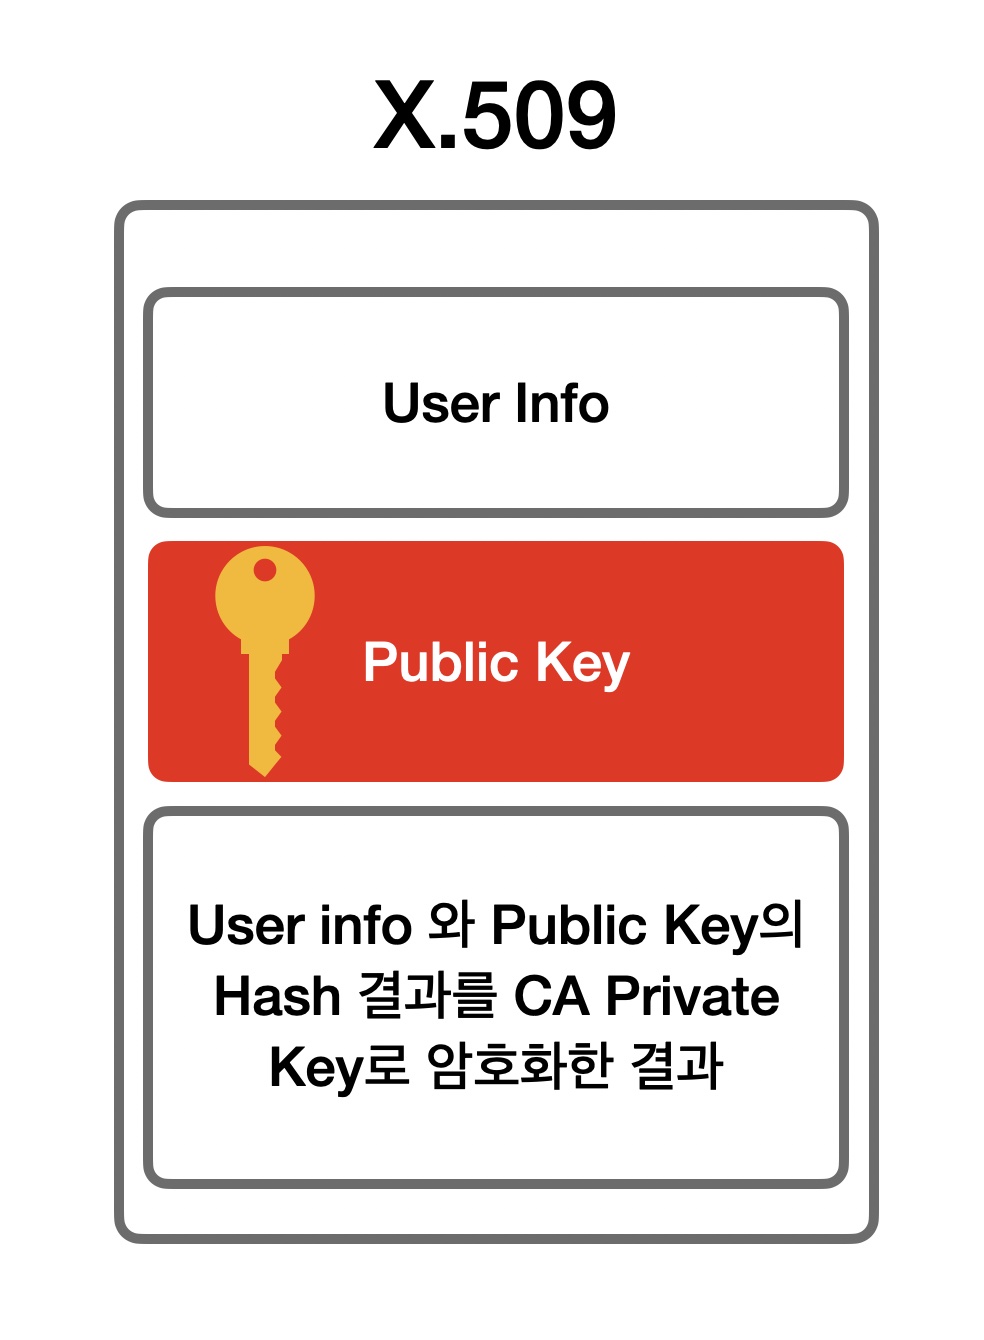 X.509
User Info
Public Key
User info 와 Public Key의
Hash 결과를 CA Private
Key로 암호화한 결과